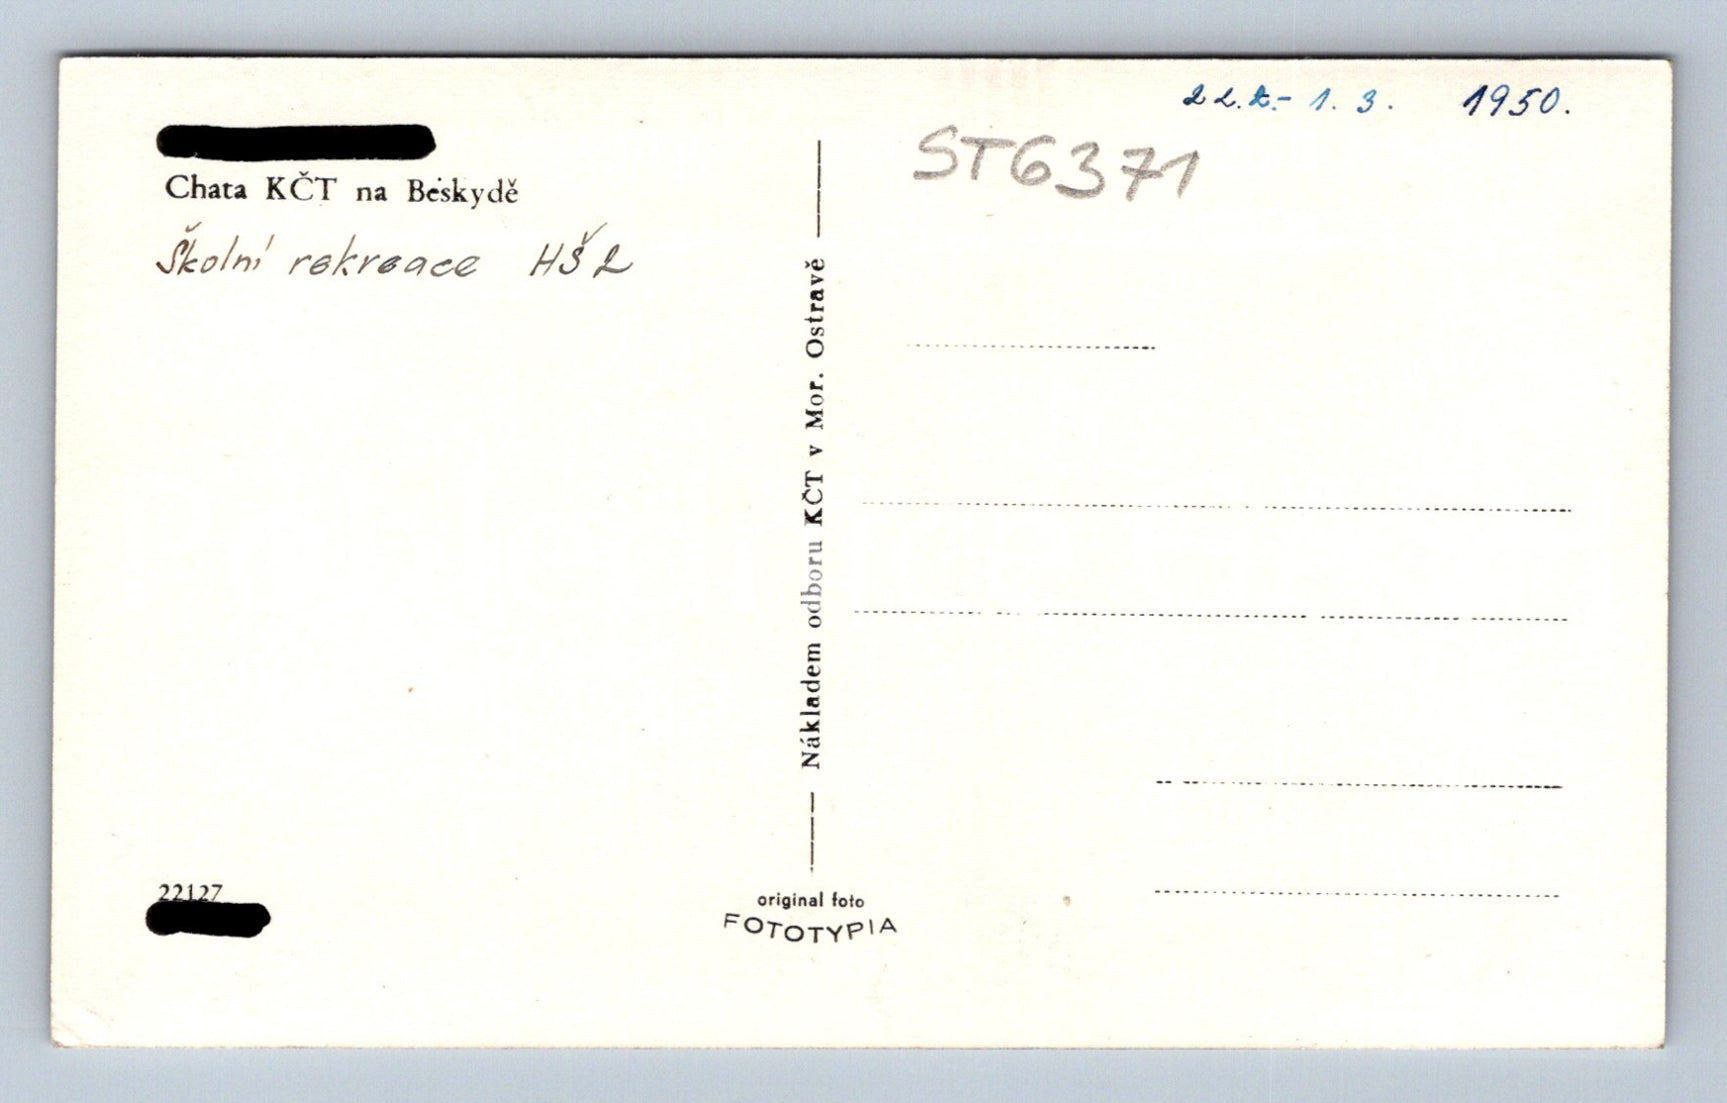 22.2.- 1. 3. 1950.
ST6371
Chata KČT na Beskydě
Školní rekreace HŠ2
Nákladem odboru KČT v Mor. Ostravě
22127
original foto
FOTOTYPIA